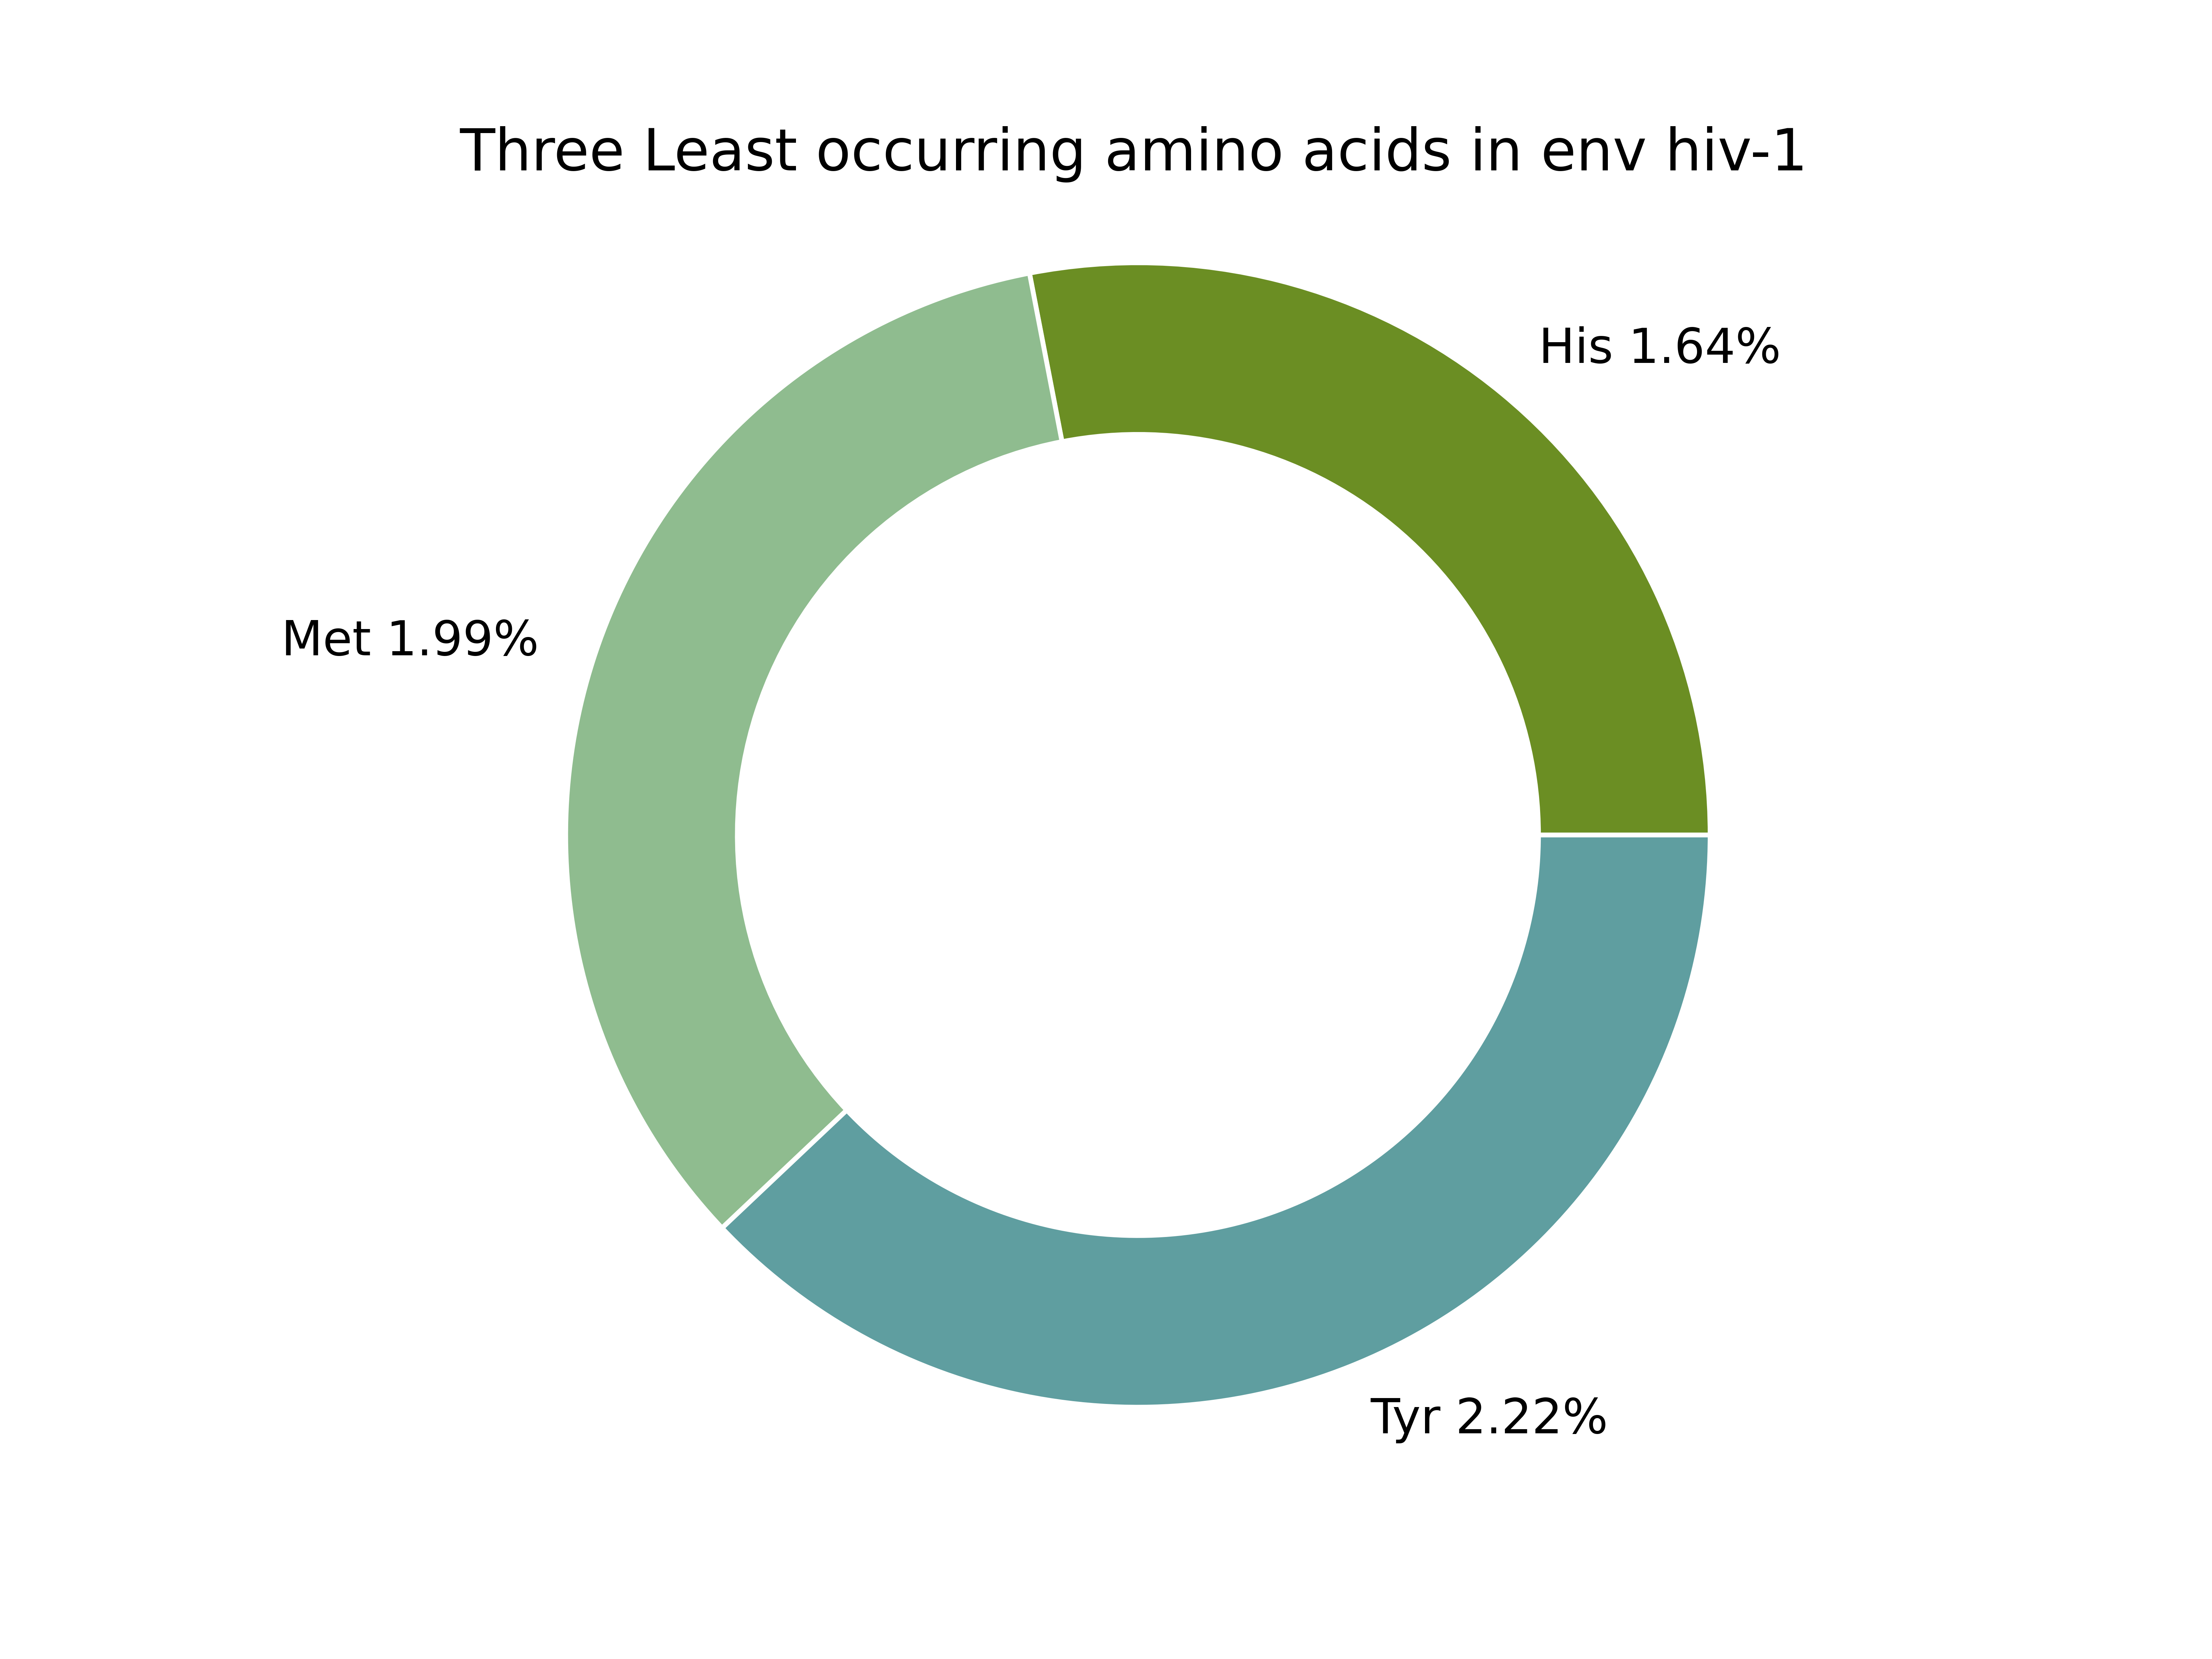 Three Least occurring amino acids in env hiv-1
His 1.64%
Met 1.99%
Tyr 2.22%